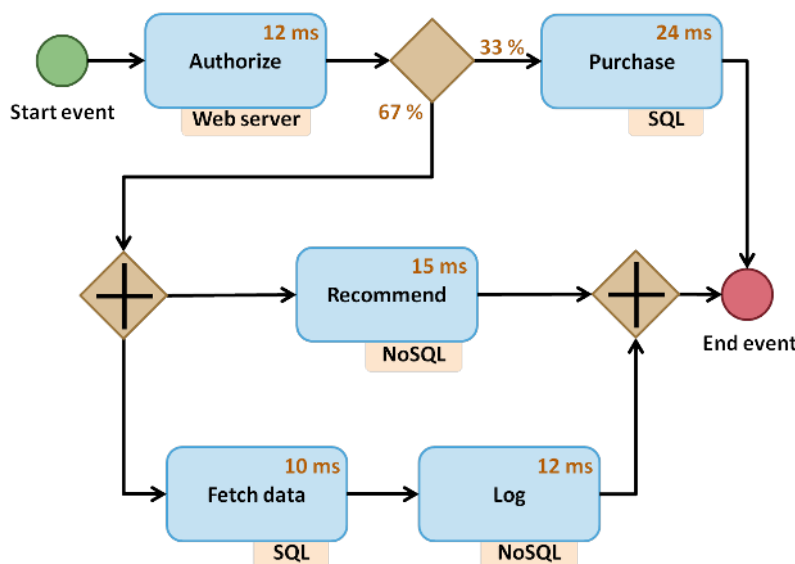 12 ms
Authorize
Web server
Start event
33 %
67 %
24 ms
Purchase
SQL
15 ms
Recommend
NoSQL
End event
10 ms
Fetch data
SQL
12 ms
Log
NoSQL